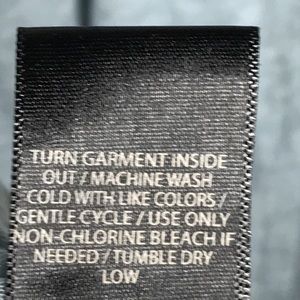 TURN GARMENT INSIDE
OUT / MACHINE WASH
COLD WITH LIKE COLORS /
GENTLE CYCLE / USE ONLY
NON-CHLORINE BLEACH IF
NEEDED / TUMBLE DRY
LOW